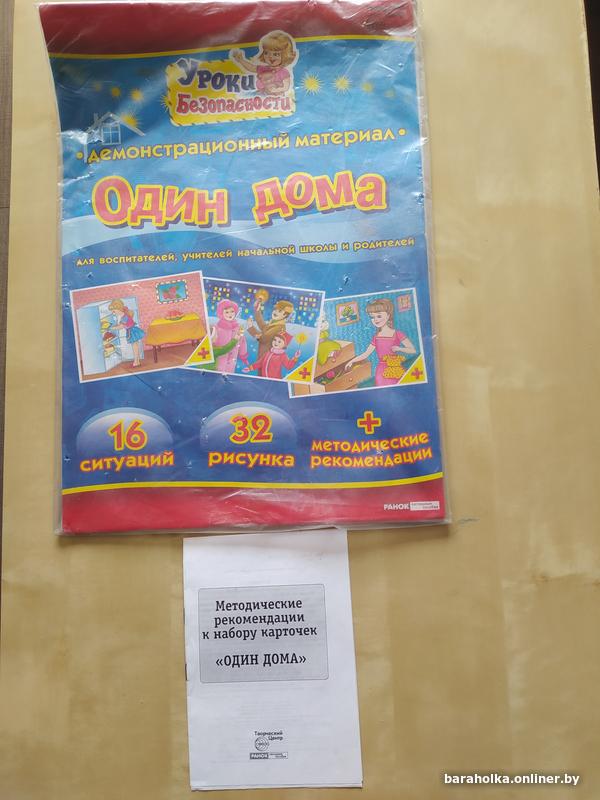 Уроки
Безопасности
• демонстрационный материал •
Один дома
для воспитателей, учителей начальной школы и родителей
16
ситуаций
32
рисунка
+
методические
рекомендации
РАНОК
Методические
рекомендации
к набору карточек
«ОДИН ДОМА»
Творческий
Центр
РАНОК
baraholka.onliner.by